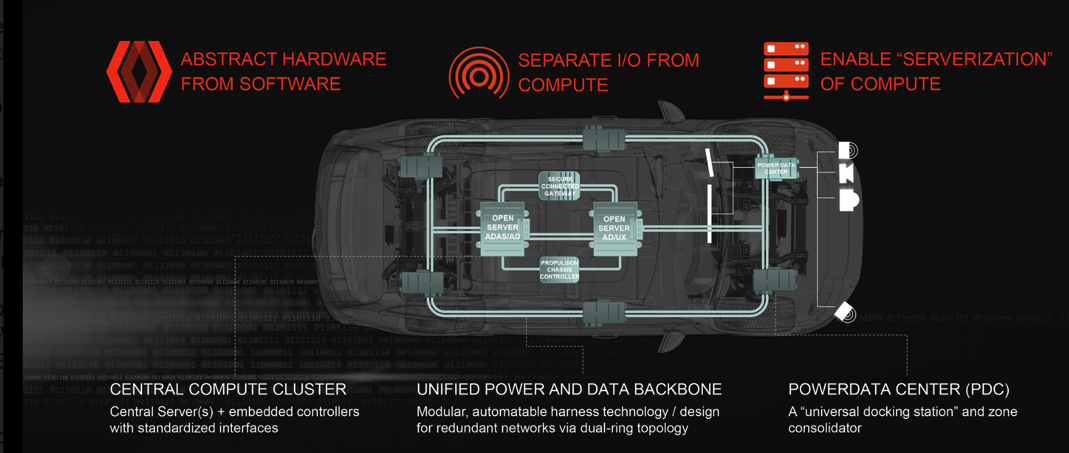 ABSTRACT HARDWARE
FROM SOFTWARE
SEPARATE I/O FROM
COMPUTE
ENABLE “SERVERIZATION”
OF COMPUTE
POWER DATA
CENTER
SECURE
CONNECTED
GATEWAY
OPEN
SERVER
ADAS/AD
OPEN
SERVER
AD/UX
PROPULSION
CHASSIS
CONTROLLER
CENTRAL COMPUTE CLUSTER
Central Server(s) + embedded controllers
with standardized interfaces
UNIFIED POWER AND DATA BACKBONE
Modular, automatable harness technology / design
for redundant networks via dual-ring topology
POWERDATA CENTER (PDC)
A “universal docking station” and zone
consolidator